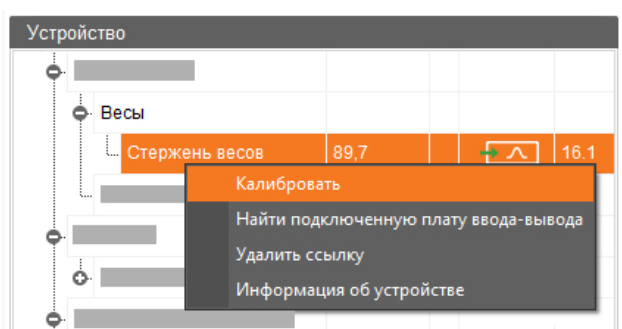 Устройство
Весы
Стержень весов 89,7 16.1
Калибровать
Найти подключенную плату ввода-вывода
Удалить ссылку
Информация об устройстве